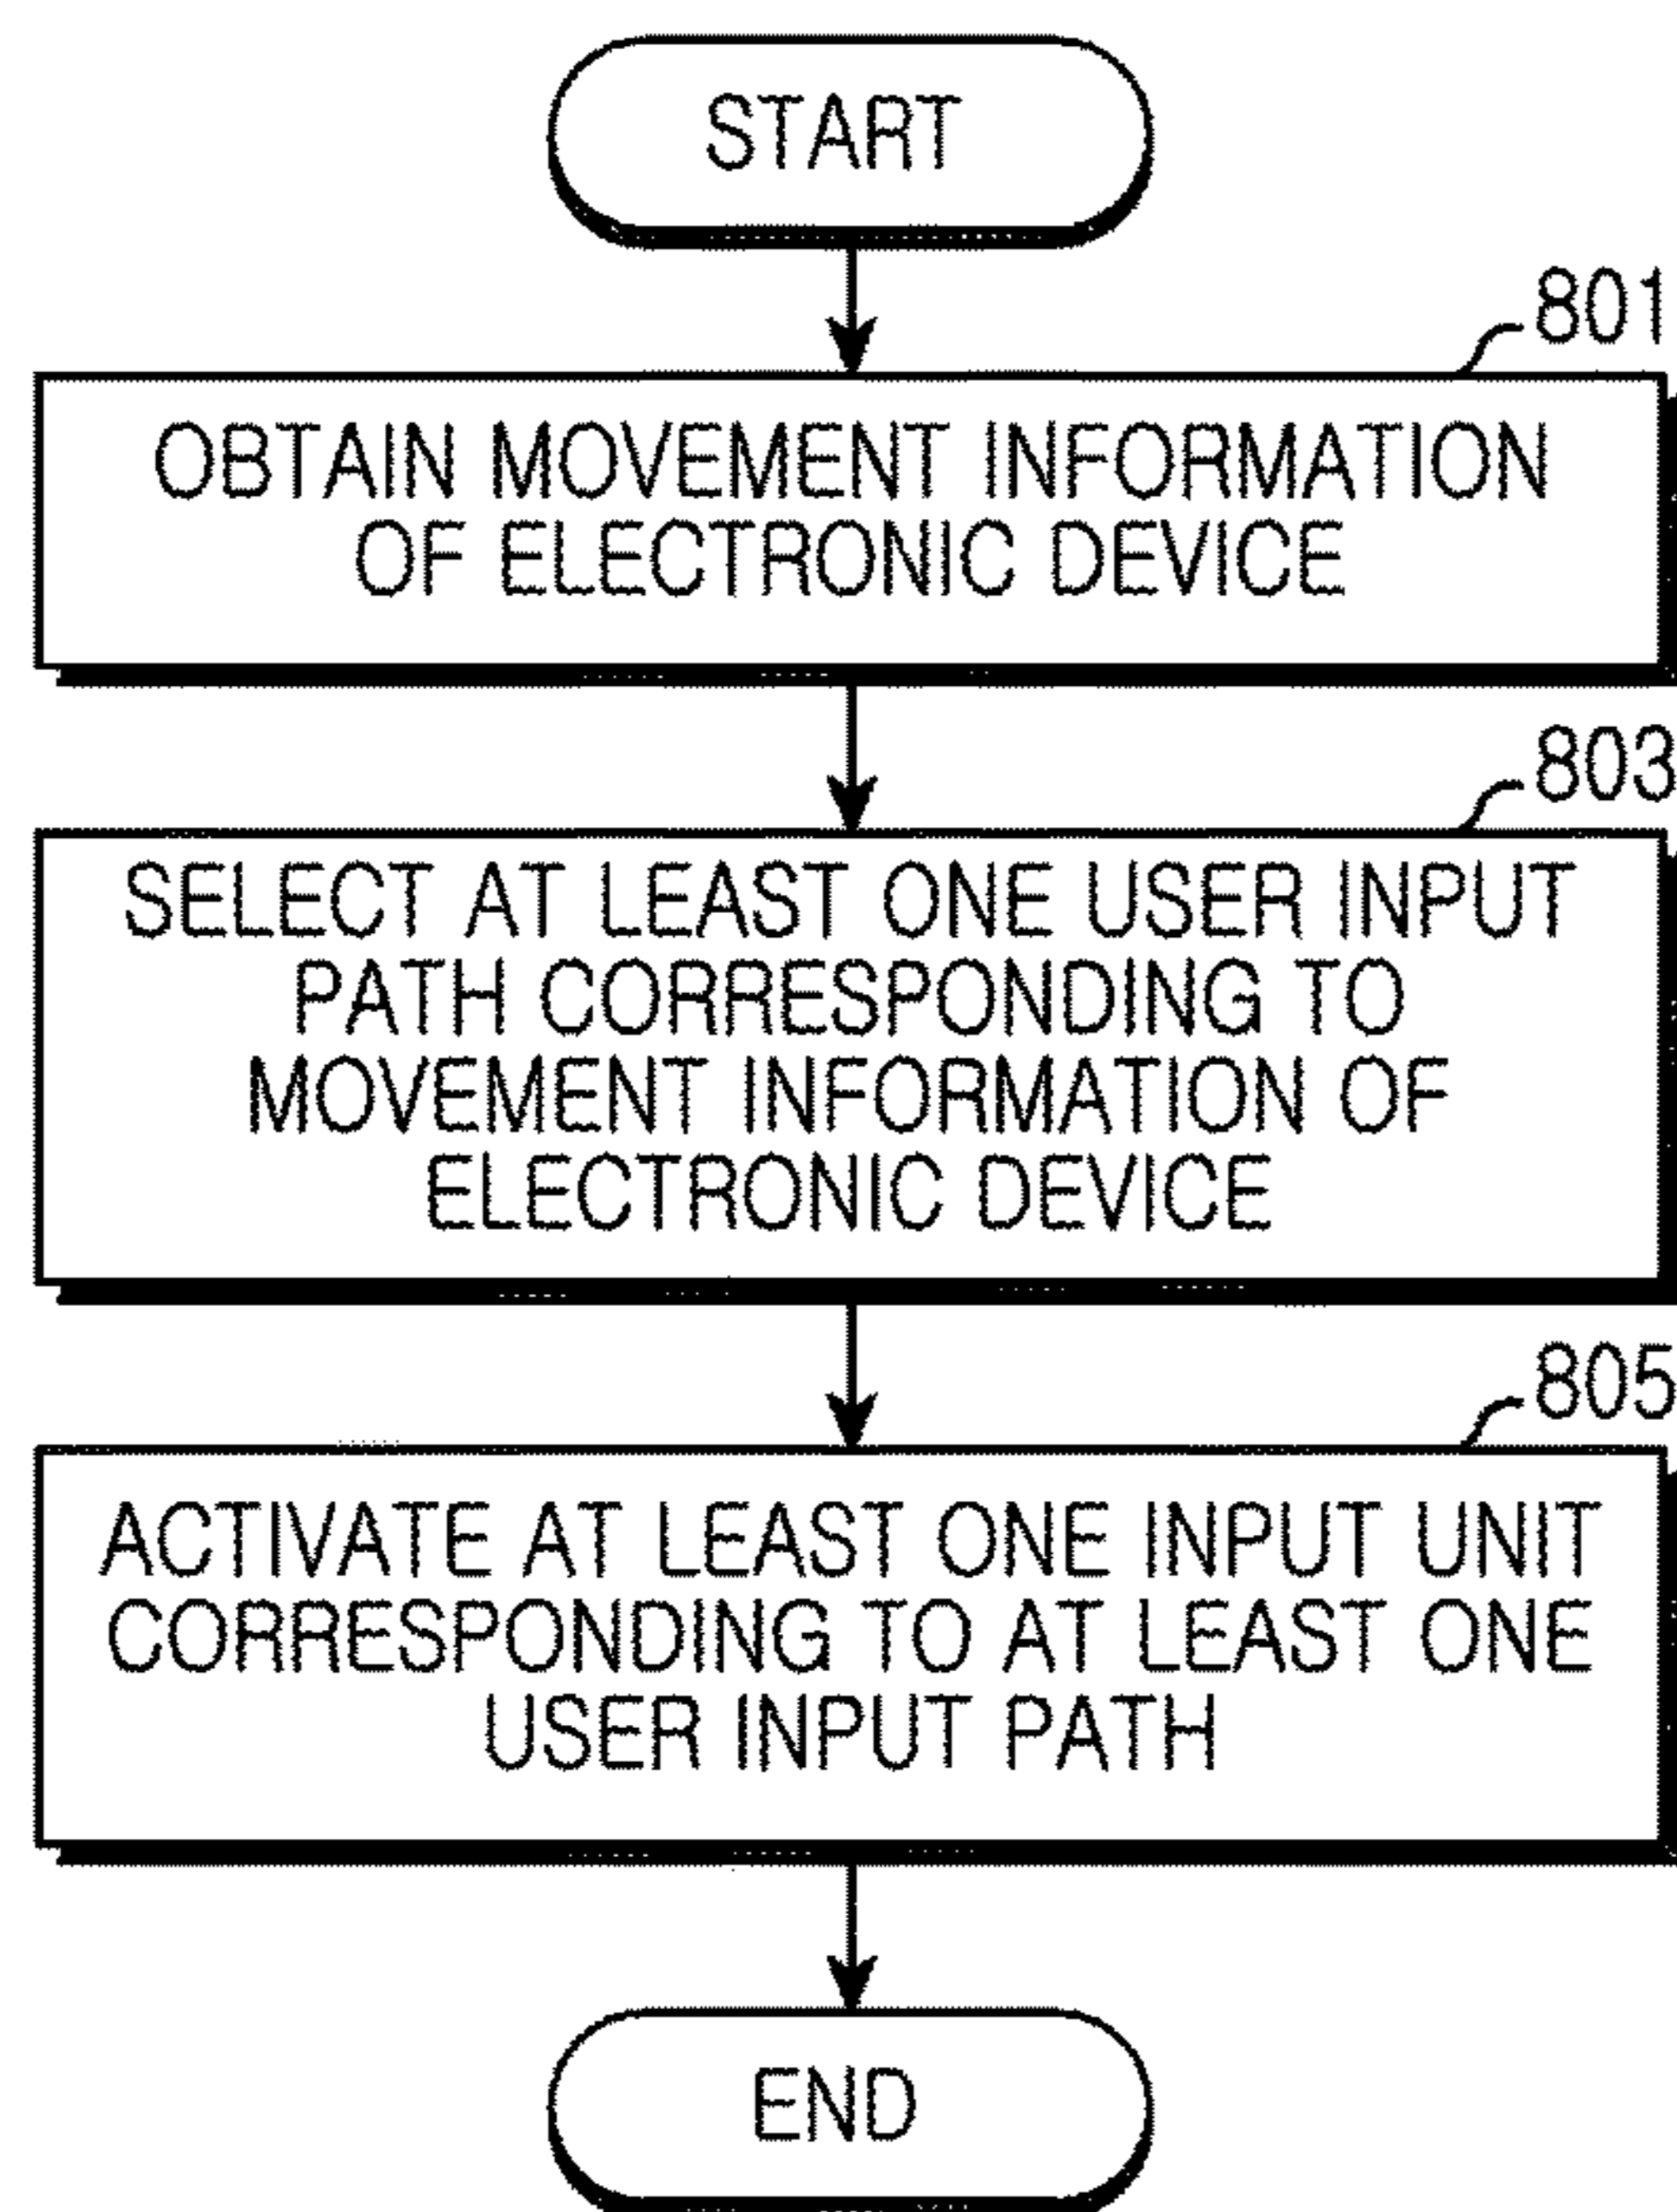 START
801
OBTAIN MOVEMENT INFORMATION
OF ELECTRONIC DEVICE
803
SELECT AT LEAST ONE USER INPUT
PATH CORRESPONDING TO
MOVEMENT INFORMATION OF
ELECTRONIC DEVICE
805
ACTIVATE AT LEAST ONE INPUT UNIT
CORRESPONDING TO AT LEAST ONE
USER INPUT PATH
END